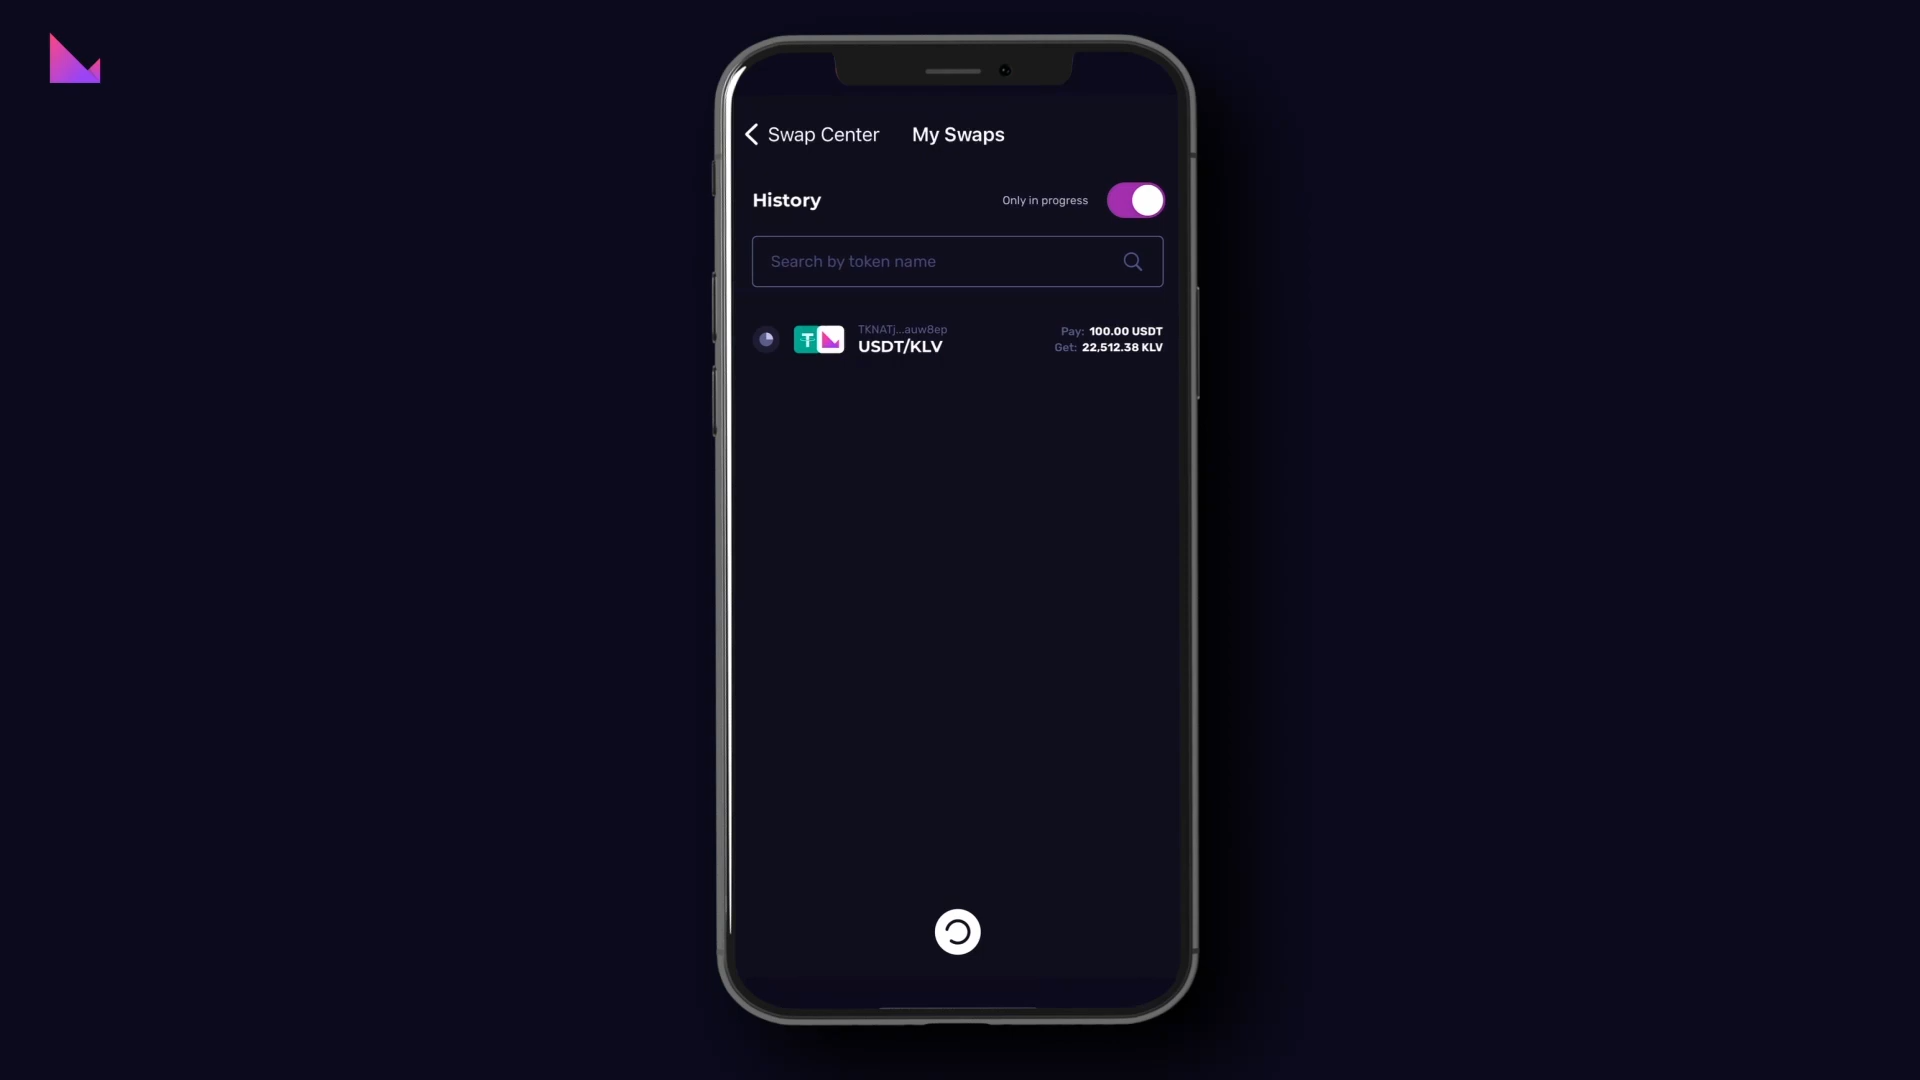 Swap Center My Swaps
History Only in progress
Search by token name
TKNATj...auw8ep
USDT/KLV
Pay: 100.00 USDT
Get: 22,512.38 KLV